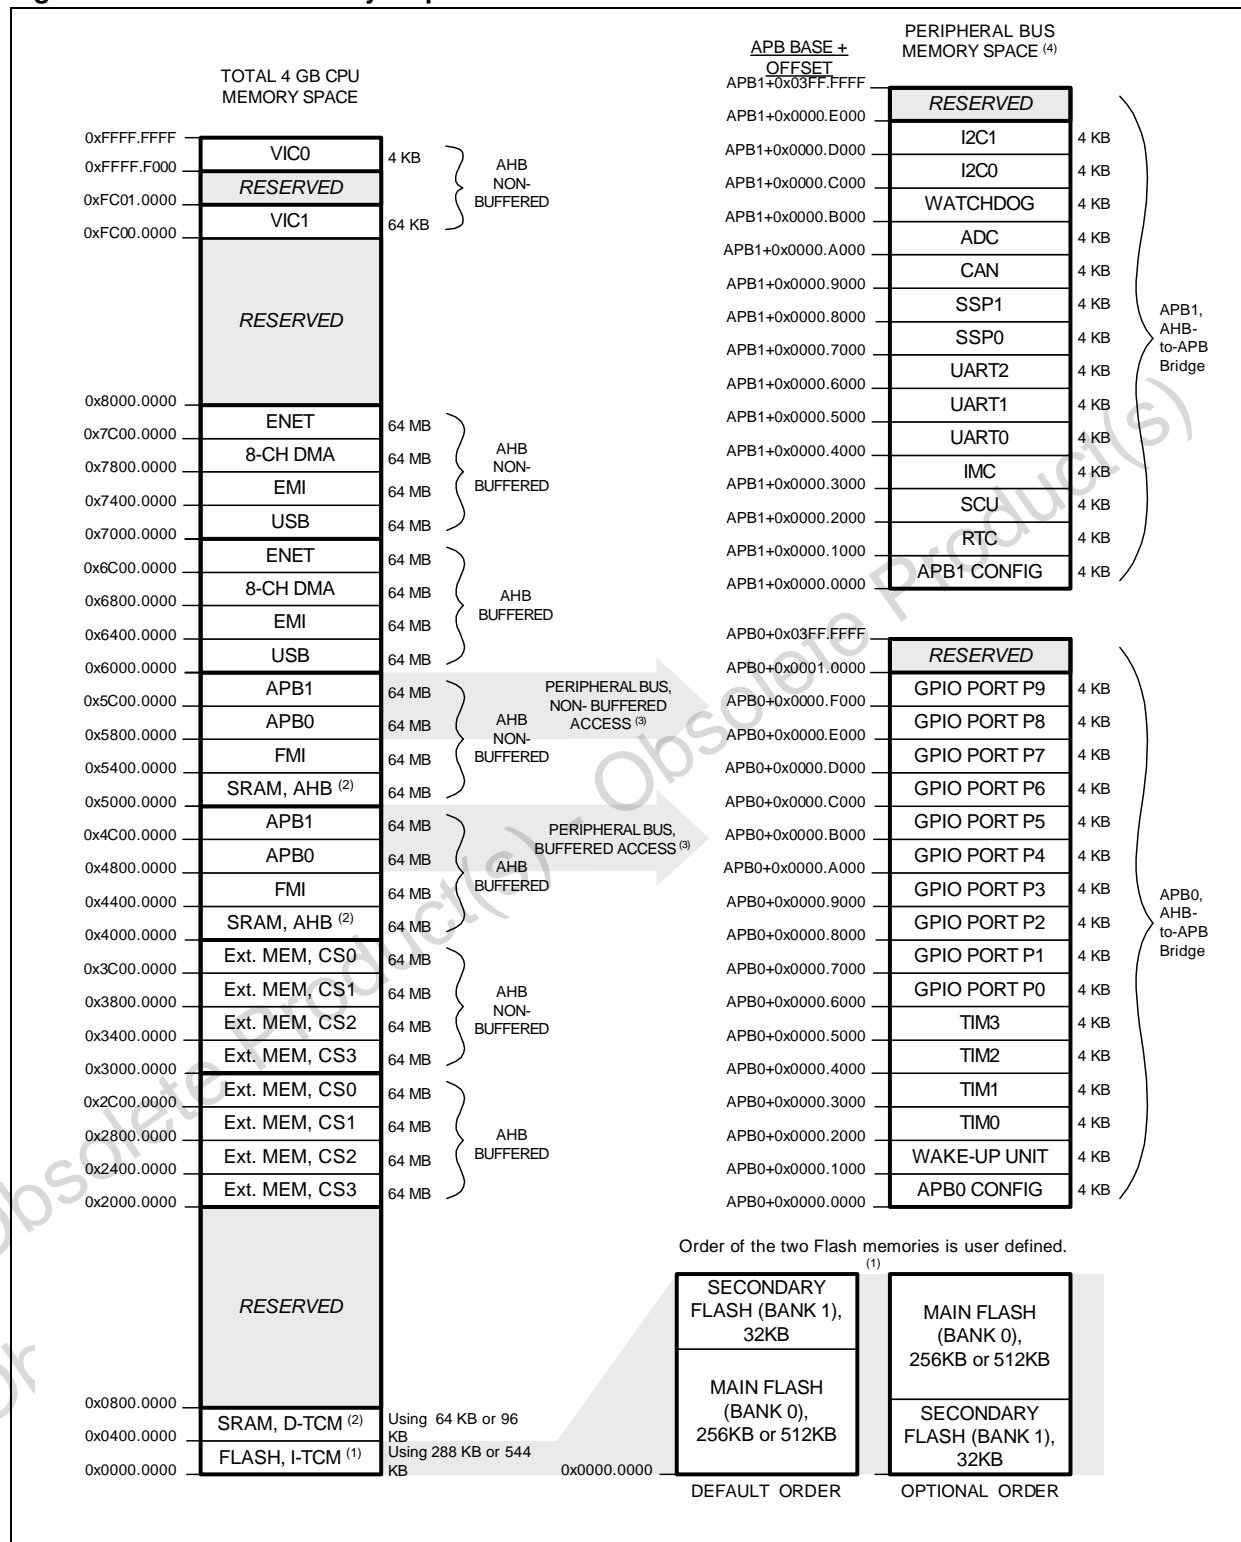 TOTAL 4 GB CPU
MEMORY SPACE
0xFFFF.FFFF
VIC0
4 KB
0xFFFF.F000
RESERVED
0xFC01.0000
VIC1
64 KB
0xFC00.0000
AHB
NON-
BUFFERED
RESERVED
0x8000.0000
ENET
64 MB
0x7C00.0000
8-CH DMA
64 MB
0x7800.0000
EMI
64 MB
0x7400.0000
USB
64 MB
0x7000.0000
AHB
NON-
BUFFERED
ENET
64 MB
0x6C00.0000
8-CH DMA
64 MB
0x6800.0000
EMI
64 MB
0x6400.0000
USB
64 MB
0x6000.0000
AHB
BUFFERED
APB1
64 MB
0x5C00.0000
APB0
64 MB
0x5800.0000
FMI
64 MB
0x5400.0000
SRAM, AHB (2)
64 MB
0x5000.0000
AHB
NON-
BUFFERED
PERIPHERAL BUS,
NON- BUFFERED
ACCESS (3)
APB1
64 MB
0x4C00.0000
APB0
64 MB
0x4800.0000
FMI
64 MB
0x4400.0000
SRAM, AHB (2)
64 MB
0x4000.0000
AHB
BUFFERED
PERIPHERAL BUS,
BUFFERED ACCESS (3)
Ext. MEM, CS0
64 MB
0x3C00.0000
Ext. MEM, CS1
64 MB
0x3800.0000
Ext. MEM, CS2
64 MB
0x3400.0000
Ext. MEM, CS3
64 MB
0x3000.0000
AHB
NON-
BUFFERED
Ext. MEM, CS0
64 MB
0x2C00.0000
Ext. MEM, CS1
64 MB
0x2800.0000
Ext. MEM, CS2
64 MB
0x2400.0000
Ext. MEM, CS3
64 MB
0x2000.0000
AHB
BUFFERED
RESERVED
0x0800.0000
SRAM, D-TCM (2)
Using 64 KB or 96
KB
0x0400.0000
FLASH, I-TCM (1)
Using 288 KB or 544
KB
0x0000.0000
APB BASE +
OFFSET
PERIPHERAL BUS
MEMORY SPACE (4)
APB1+0x03FF.FFFF
RESERVED
APB1+0x0000.E000
I2C1
4 KB
APB1+0x0000.D000
I2C0
4 KB
APB1+0x0000.C000
WATCHDOG
4 KB
APB1+0x0000.B000
ADC
4 KB
APB1+0x0000.A000
CAN
4 KB
APB1+0x0000.9000
SSP1
4 KB
APB1+0x0000.8000
SSP0
4 KB
APB1+0x0000.7000
UART2
4 KB
APB1+0x0000.6000
UART1
4 KB
APB1+0x0000.5000
UART0
4 KB
APB1+0x0000.4000
IMC
4 KB
APB1+0x0000.3000
SCU
4 KB
APB1+0x0000.2000
RTC
4 KB
APB1+0x0000.1000
APB1 CONFIG
4 KB
APB1+0x0000.0000
APB1,
AHB-
to-APB
Bridge
APB0+0x03FF.FFFF
RESERVED
APB0+0x0001.0000
GPIO PORT P9
4 KB
APB0+0x0000.F000
GPIO PORT P8
4 KB
APB0+0x0000.E000
GPIO PORT P7
4 KB
APB0+0x0000.D000
GPIO PORT P6
4 KB
APB0+0x0000.C000
GPIO PORT P5
4 KB
APB0+0x0000.B000
GPIO PORT P4
4 KB
APB0+0x0000.A000
GPIO PORT P3
4 KB
APB0+0x0000.9000
GPIO PORT P2
4 KB
APB0+0x0000.8000
GPIO PORT P1
4 KB
APB0+0x0000.7000
GPIO PORT P0
4 KB
APB0+0x0000.6000
TIM3
4 KB
APB0+0x0000.5000
TIM2
4 KB
APB0+0x0000.4000
TIM1
4 KB
APB0+0x0000.3000
TIM0
4 KB
APB0+0x0000.2000
WAKE-UP UNIT
4 KB
APB0+0x0000.1000
APB0 CONFIG
4 KB
APB0+0x0000.0000
APB0,
AHB-
to-APB
Bridge
Order of the two Flash memories is user defined.
(1)
SECONDARY
FLASH (BANK 1),
32KB
MAIN FLASH
(BANK 0),
256KB or 512KB
0x0000.0000
DEFAULT ORDER
MAIN FLASH
(BANK 0),
256KB or 512KB
SECONDARY
FLASH (BANK 1),
32KB
OPTIONAL ORDER
Obsolete Product(s) - Obsolete Product(s)